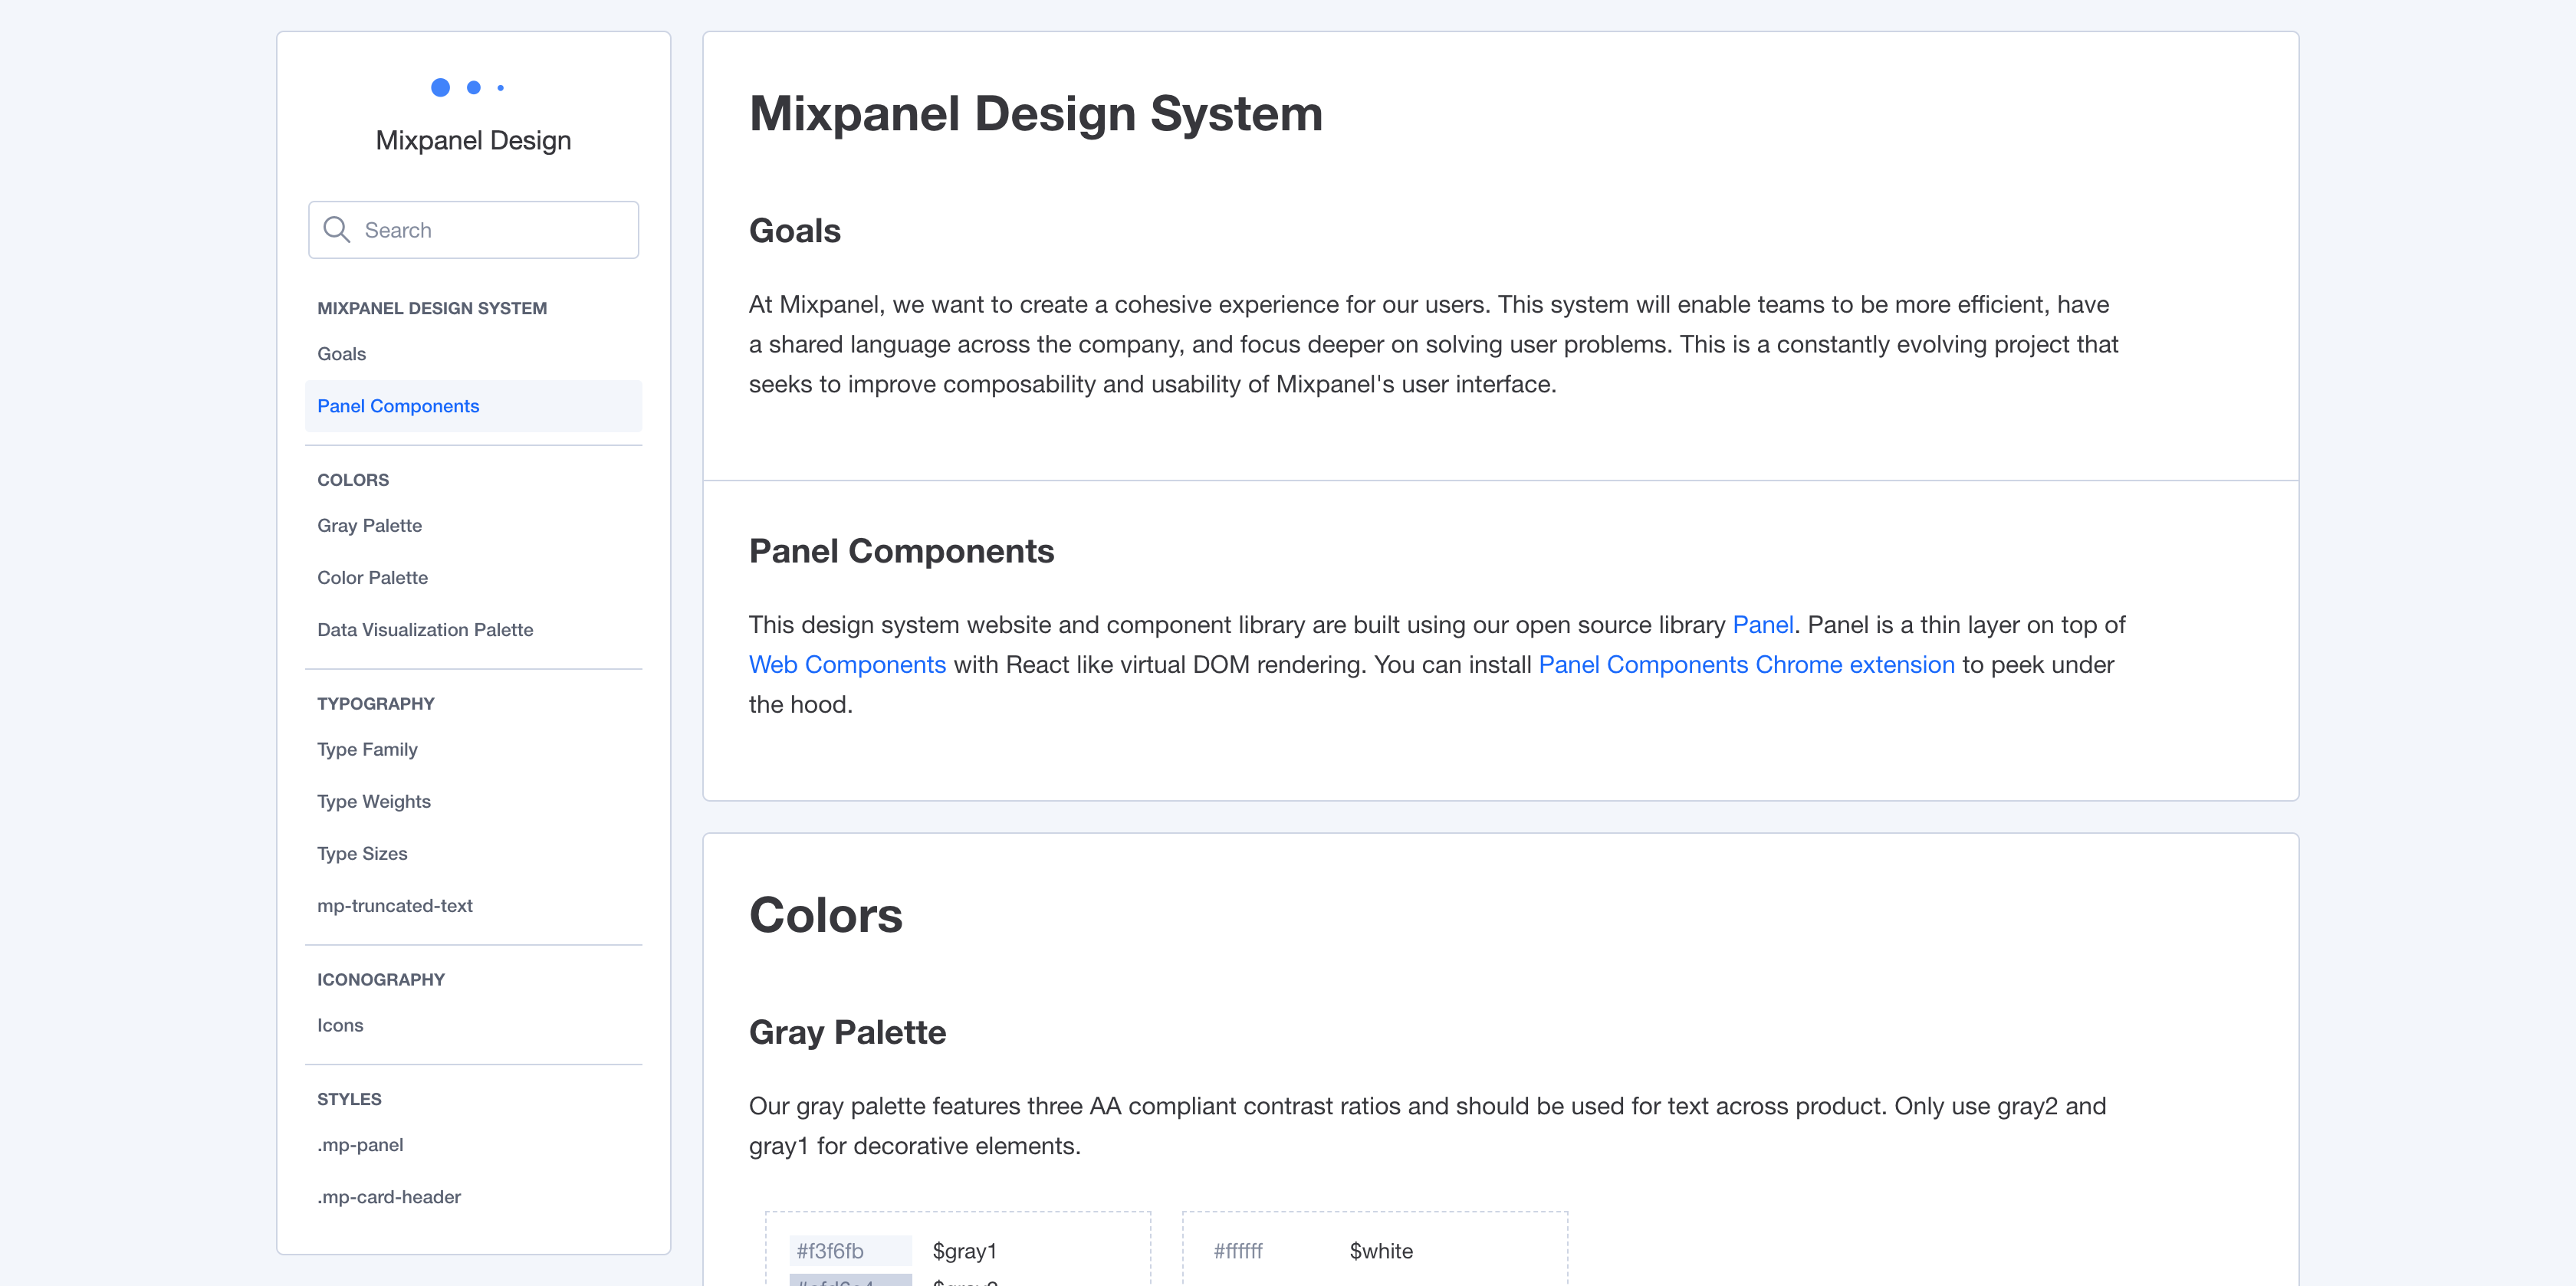 Mixpanel Design
Search
MIXPANEL DESIGN SYSTEM
Goals
Panel Components
COLORS
Gray Palette
Color Palette
Data Visualization Palette
TYPOGRAPHY
Type Family
Type Weights
Type Sizes
mp-truncated-text
ICONOGRAPHY
Icons
STYLES
.mp-panel
.mp-card-header
Mixpanel Design System
Goals
At Mixpanel, we want to create a cohesive experience for our users. This system will enable teams to be more efficient, have
a shared language across the company, and focus deeper on solving user problems. This is a constantly evolving project that
seeks to improve composability and usability of Mixpanel's user interface.
Panel Components
This design system website and component library are built using our open source library Panel. Panel is a thin layer on top of
Web Components with React like virtual DOM rendering. You can install Panel Components Chrome extension to peek under
the hood.
Colors
Gray Palette
Our gray palette features three AA compliant contrast ratios and should be used for text across product. Only use gray2 and
gray1 for decorative elements.
#f3f6fb $gray1
#ffffff $white